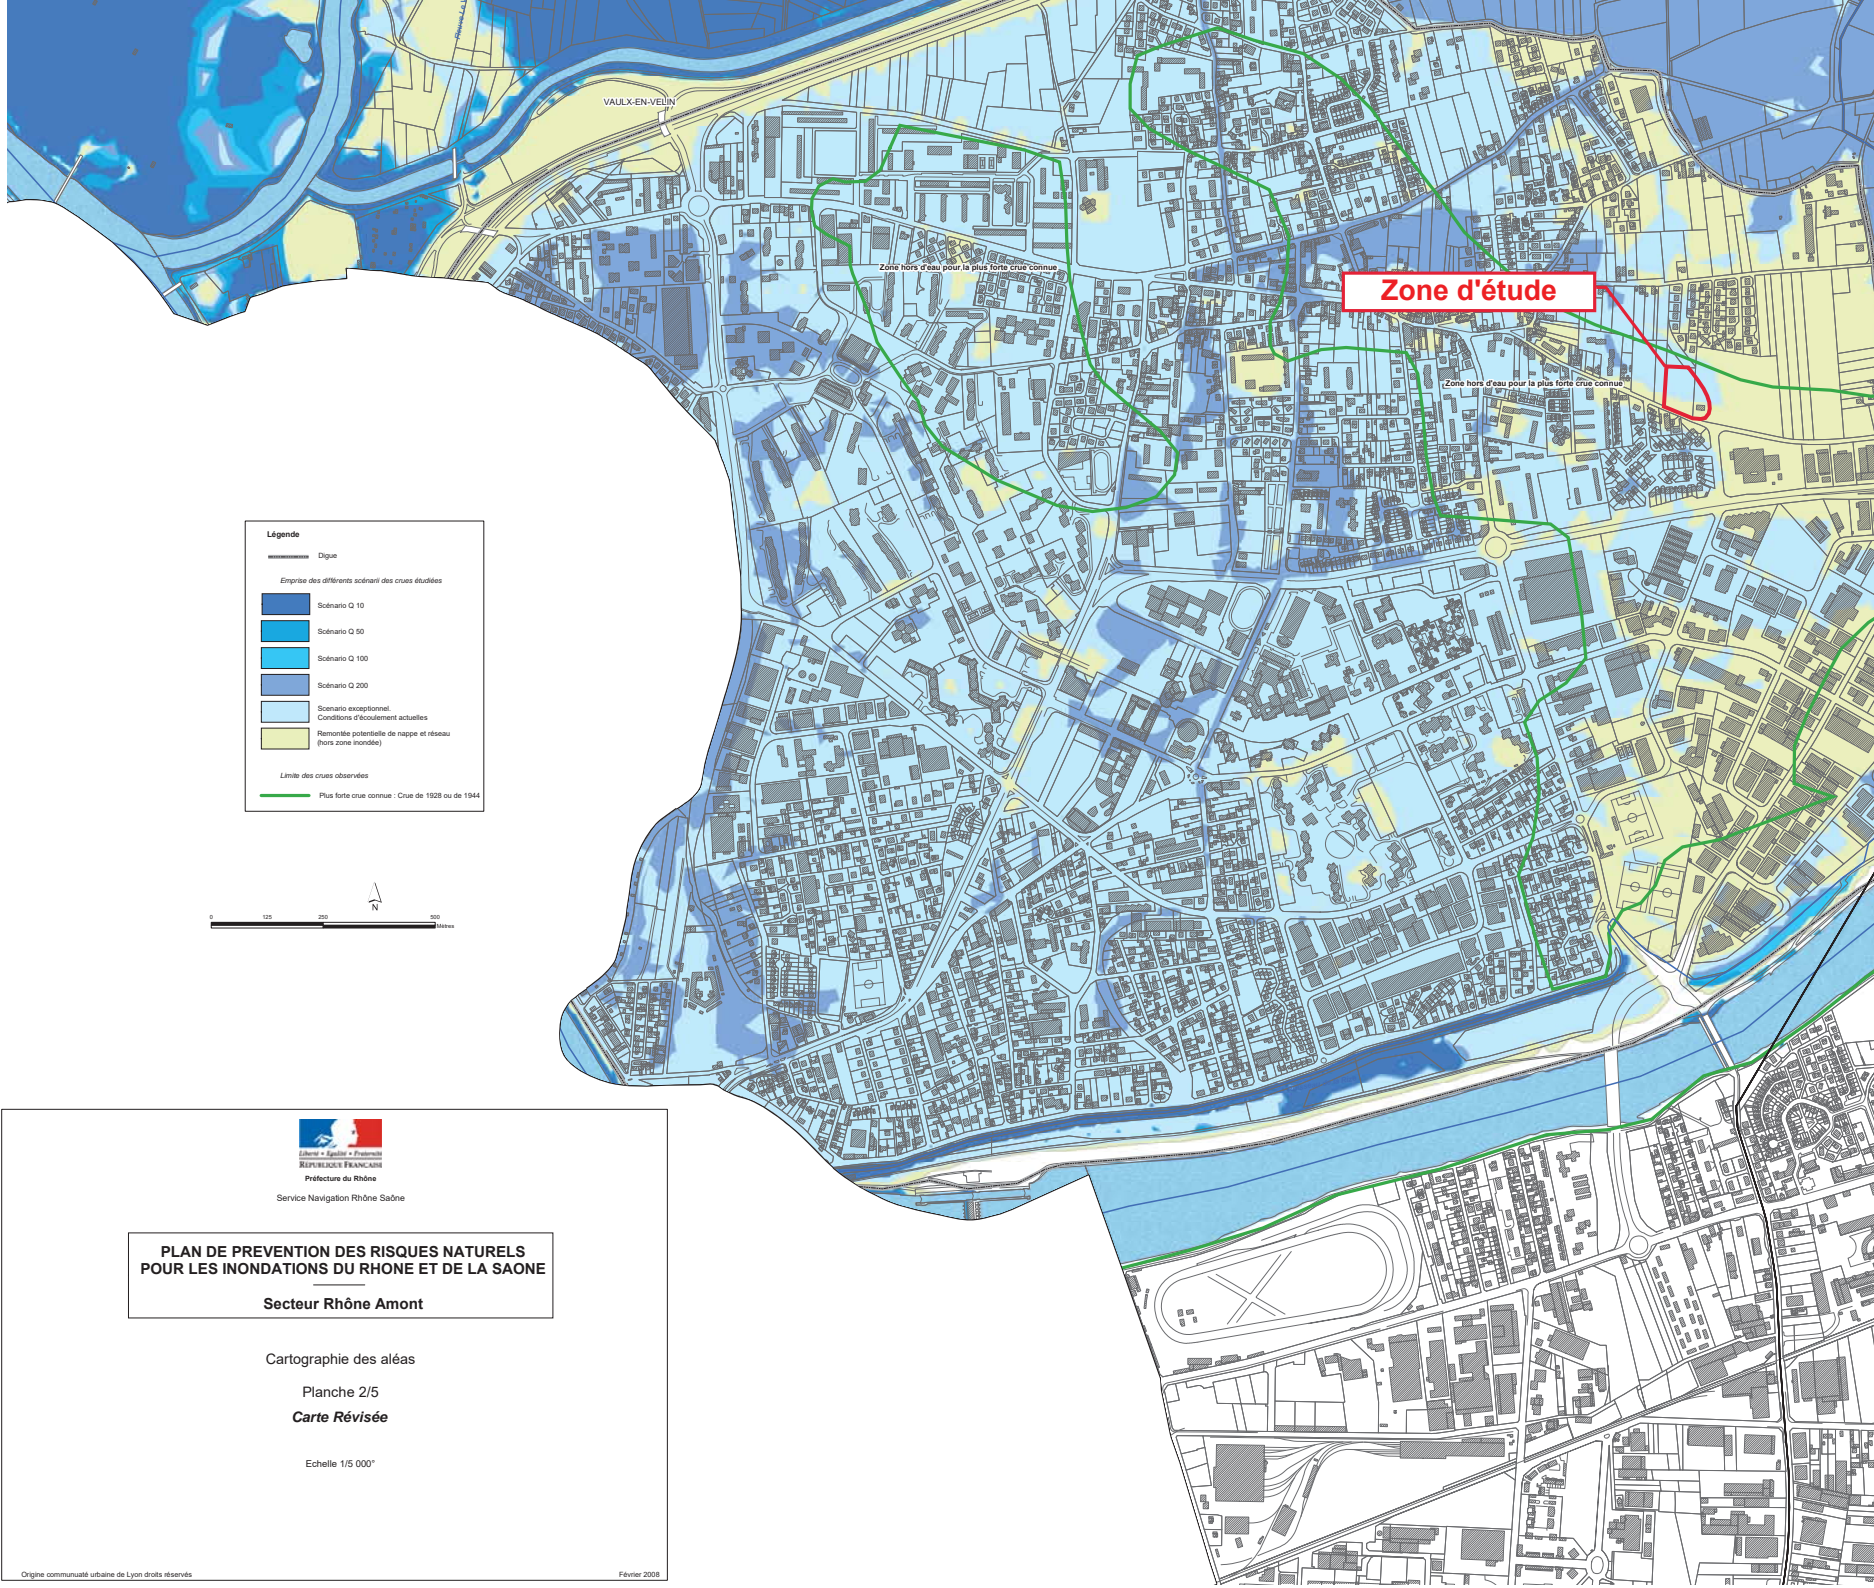 VAULX-EN-VELIN
Zone hors d'eau pour la plus forte crue connue
Zone d'étude
Zone hors d'eau pour la plus forte crue connue
Légende
Digue
Emprise des différents scénarii des crues étudiées
Scénario Q 10
Scénario Q 50
Scénario Q 100
Scénario Q 200
Scenario exceptionnel.
Conditions d'écoulement actuelles
Remontée potentielle de nappe et réseau
(hors zone inondée)
Limite des crues observées
Plus forte crue connue : Crue de 1928 ou de 1944
N
0 125 250 500
Mètres
Liberté • Égalité • Fraternité
RÉPUBLIQUE FRANÇAISE
Préfecture du Rhône
Service Navigation Rhône Saône
PLAN DE PREVENTION DES RISQUES NATURELS
POUR LES INONDATIONS DU RHONE ET DE LA SAONE
Secteur Rhône Amont
Cartographie des aléas
Planche 2/5
Carte Révisée
Echelle 1/5 000°
Origine communuaté urbaine de Lyon droits réservés
Février 2008